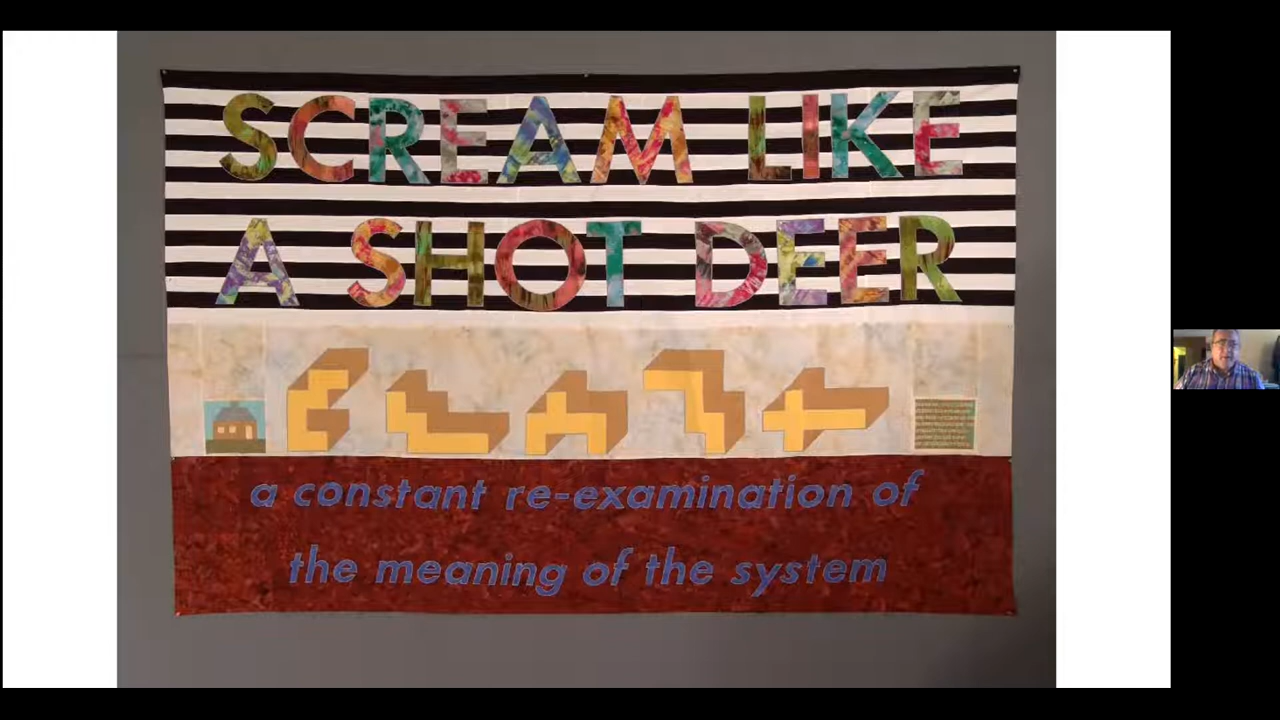 SCREAM LIKE
A SHOT DEER
a constant re-examination of
the meaning of the system